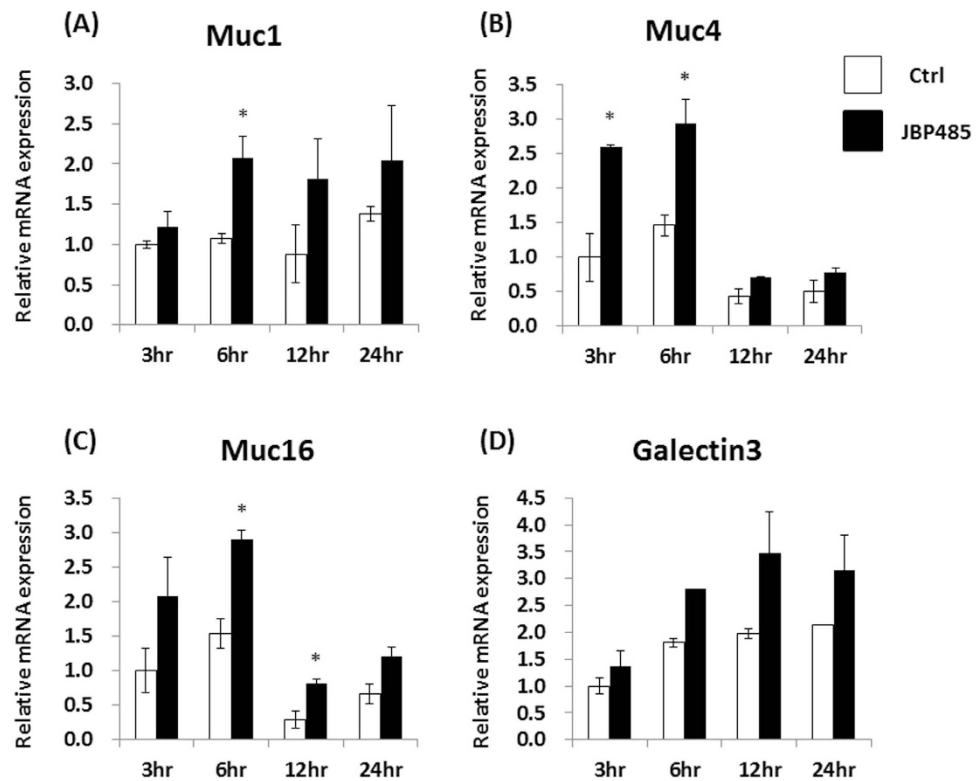 (A)
Muc1
Relative mRNA expression
3.0
2.5
2.0
1.5
1.0
0.5
0.0
*
3hr 6hr 12hr 24hr
(B)
Muc4
Relative mRNA expression
4.0
3.5
3.0
2.5
2.0
1.5
1.0
0.5
0.0
* *
3hr 6hr 12hr 24hr
Ctrl
JBP485
(C)
Muc16
Relative mRNA expression
3.5
3.0
2.5
2.0
1.5
1.0
0.5
0.0
* *
3hr 6hr 12hr 24hr
(D)
Galectin3
Relative mRNA expression
4.5
4.0
3.5
3.0
2.5
2.0
1.5
1.0
0.5
0.0
3hr 6hr 12hr 24hr